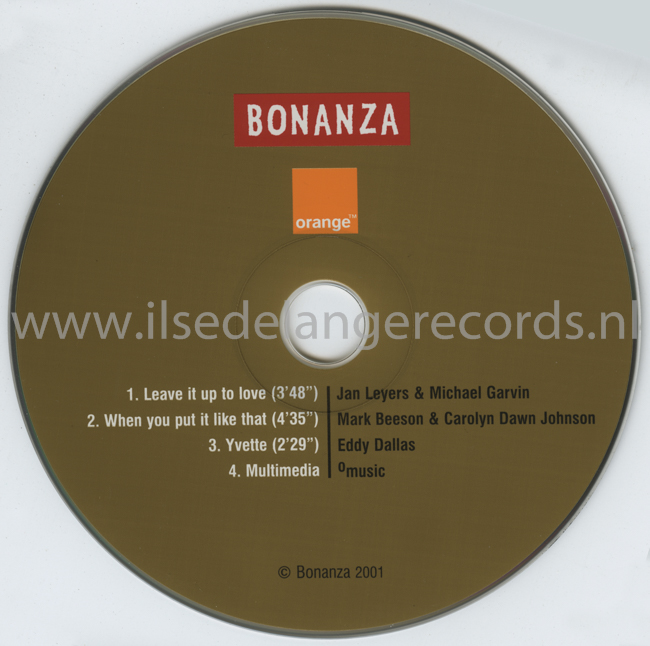 BONANZA
orange™
www.ilsedelangerecords.nl
1. Leave it up to love (3'48") Jan Leyers & Michael Garvin
2. When you put it like that (4'35") Mark Beeson & Carolyn Dawn Johnson
3. Yvette (2'29") Eddy Dallas
4. Multimedia ºmusic
© Bonanza 2001